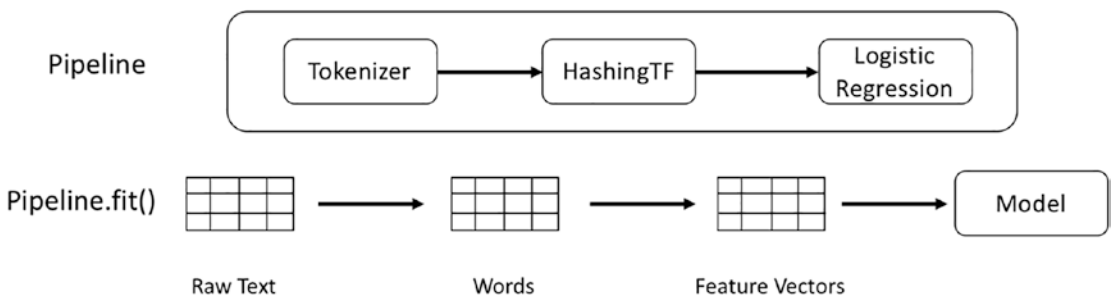 Pipeline
Tokenizer
HashingTF
Logistic
Regression
Pipeline.fit()
Model
Raw Text
Words
Feature Vectors